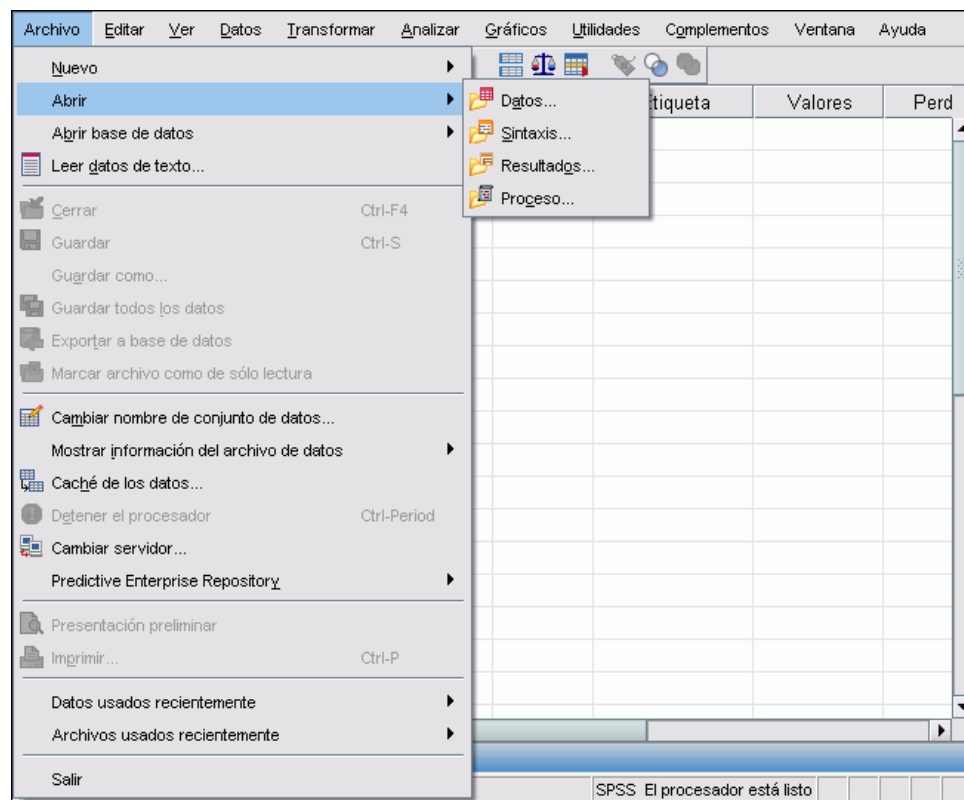 Archivo Editar Ver Datos Transformar Analizar Gráficos Utilidades Complementos Ventana Ayuda
Nuevo
Abrir
Abrir base de datos
Leer datos de texto...
Cerrar Ctrl-F4
Guardar Ctrl-S
Guardar como...
Guardar todos los datos
Exportar a base de datos
Marcar archivo como de sólo lectura
Cambiar nombre de conjunto de datos...
Mostrar información del archivo de datos
Caché de los datos...
Detener el procesador Ctrl-Period
Cambiar servidor...
Predictive Enterprise Repository
Presentación preliminar
Imprimir... Ctrl-P
Datos usados recientemente
Archivos usados recientemente
Salir
Datos...
Sintaxis...
Resultados...
Proceso...
tiqueta Valores Perd
SPSS El procesador está listo